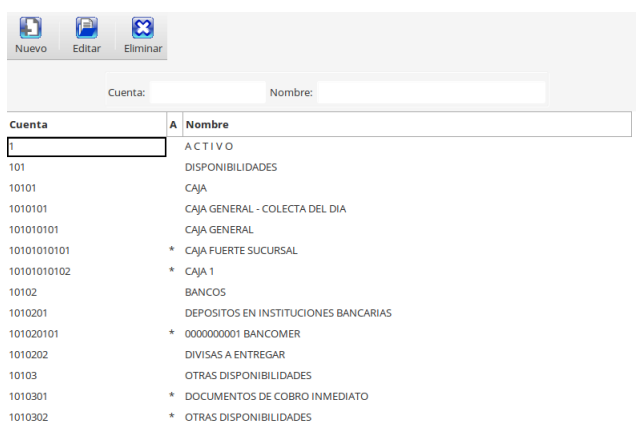 Nuevo Editar Eliminar
Cuenta: Nombre:
Cuenta A Nombre
1 A C T I V O
101 DISPONIBILIDADES
10101 CAJA
1010101 CAJA GENERAL - COLECTA DEL DIA
101010101 CAJA GENERAL
10101010101 * CAJA FUERTE SUCURSAL
10101010102 * CAJA 1
10102 BANCOS
1010201 DEPOSITOS EN INSTITUCIONES BANCARIAS
101020101 * 0000000001 BANCOMER
1010202 DIVISAS A ENTREGAR
10103 OTRAS DISPONIBILIDADES
1010301 * DOCUMENTOS DE COBRO INMEDIATO
1010302 * OTRAS DISPONIBILIDADES